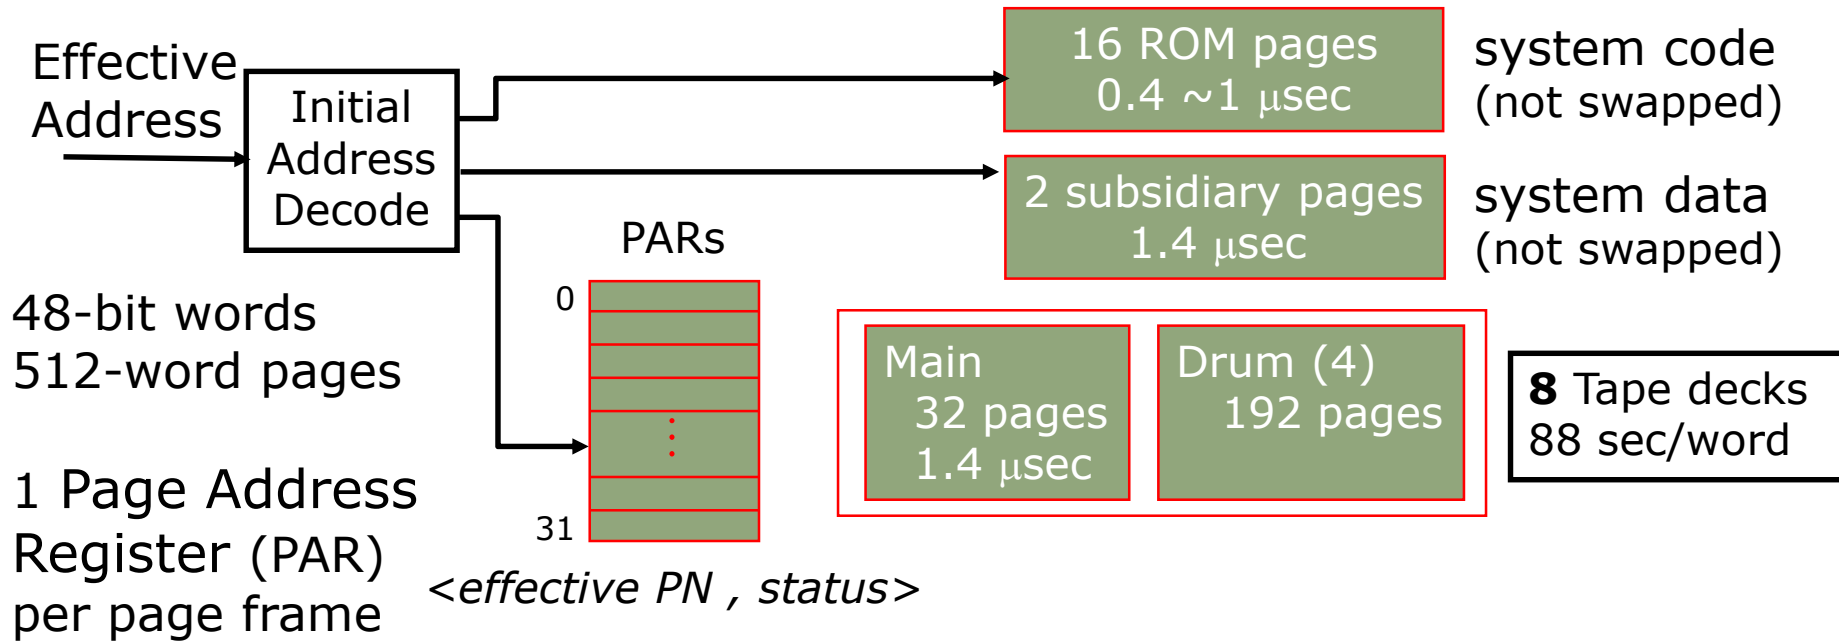 Effective
Address
Initial
Address
Decode
16 ROM pages
0.4 ~1 μsec
system code
(not swapped)
2 subsidiary pages
1.4 μsec
system data
(not swapped)
PARs
0
31
<effective PN , status>
48-bit words
512-word pages
1 Page Address
Register (PAR)
per page frame
Main
32 pages
1.4 μsec
Drum (4)
192 pages
8 Tape decks
88 sec/word